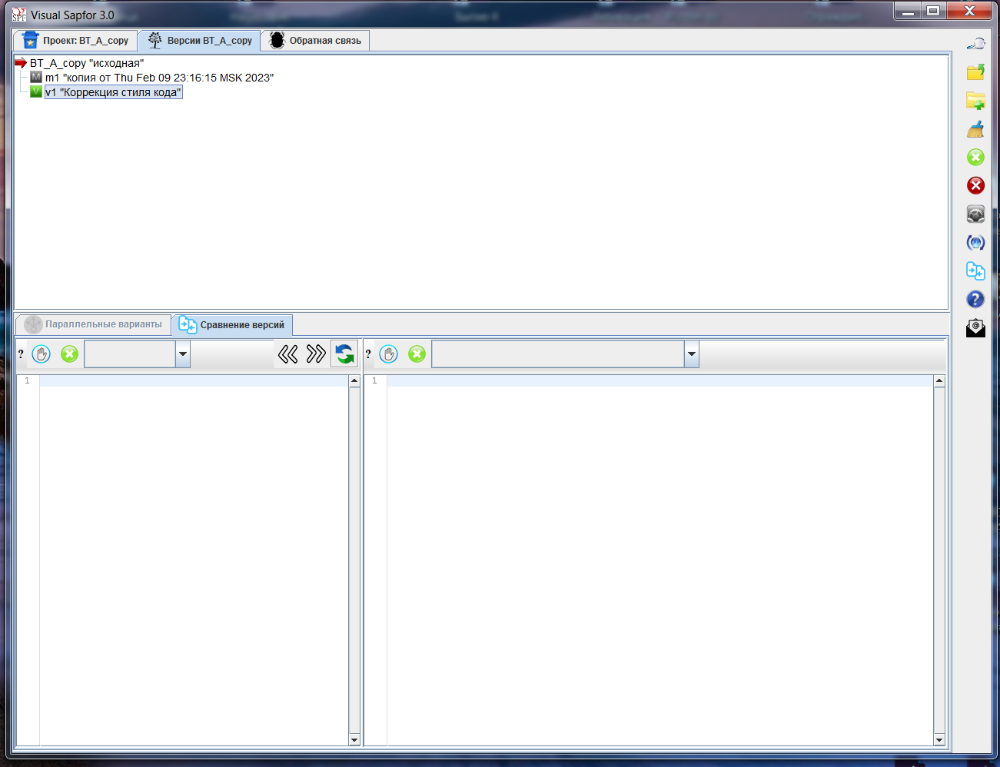 Visual Sapfor 3.0
Проект: BT_A_copy
Версии BT_A_copy
Обратная связь
BT_A_copy "исходная"
M m1 "копия от Thu Feb 09 23:16:15 MSK 2023"
V v1 "Коррекция стиля кода"
Параллельные варианты
Сравнение версий
?
?
1
1